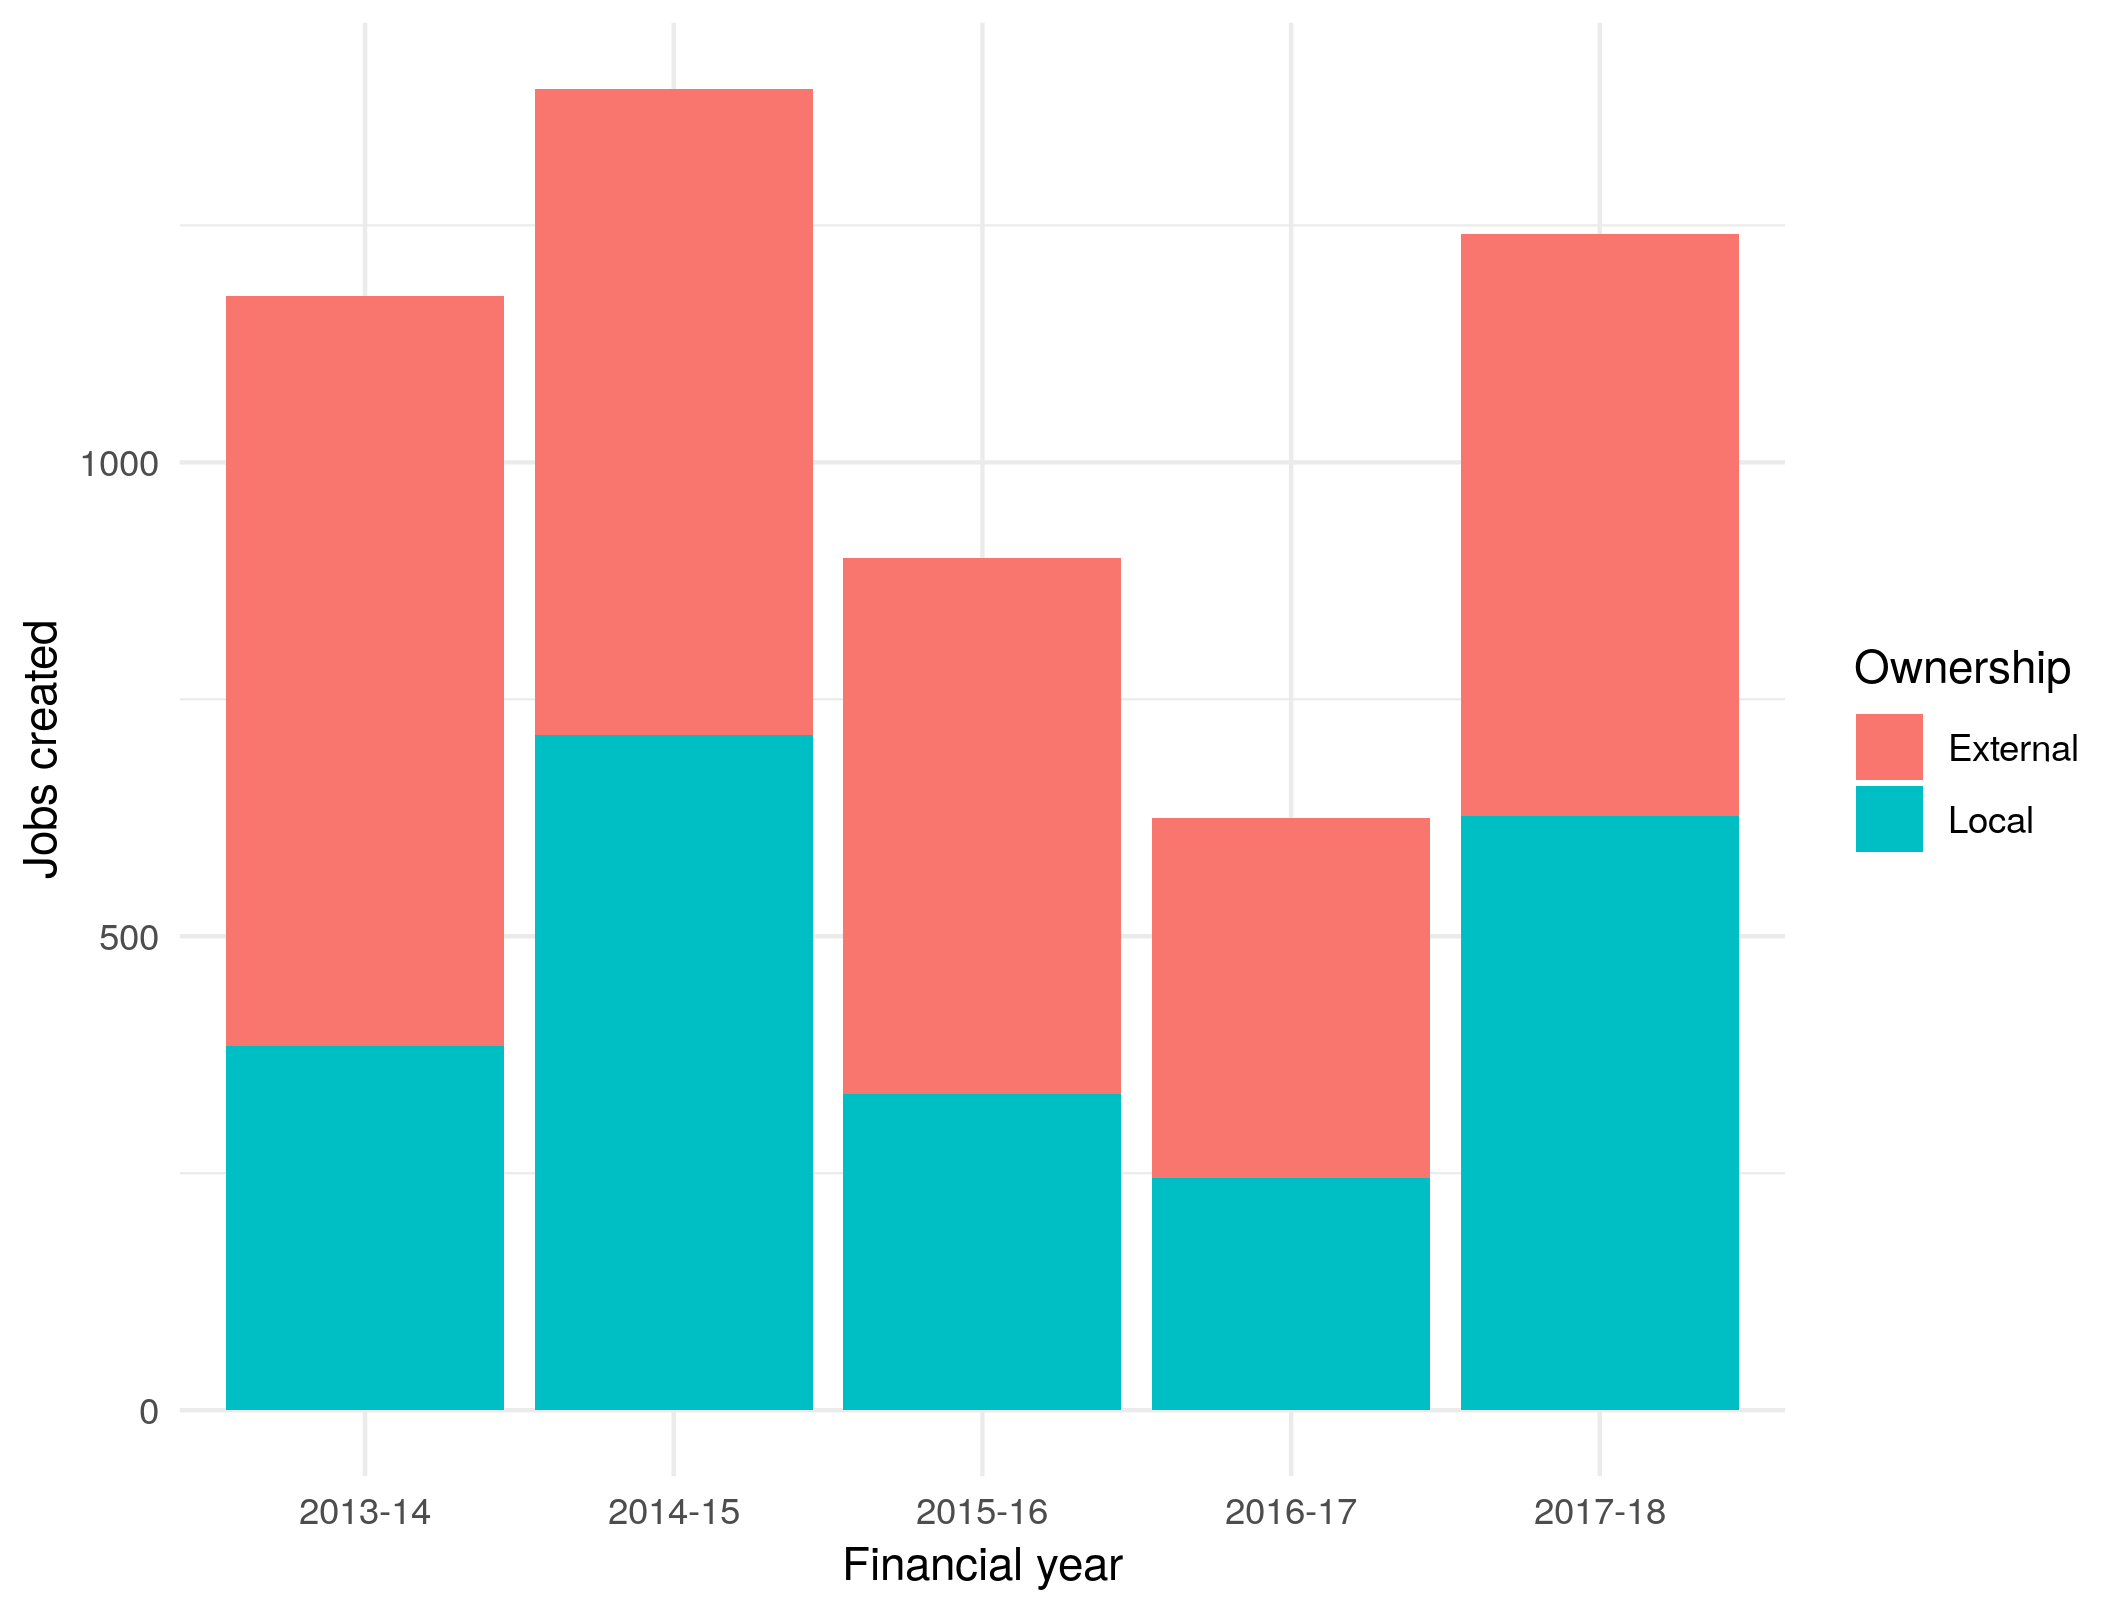 Jobs created
1000
500
0
2013-14 2014-15 2015-16 2016-17 2017-18
Financial year
Ownership
External
Local